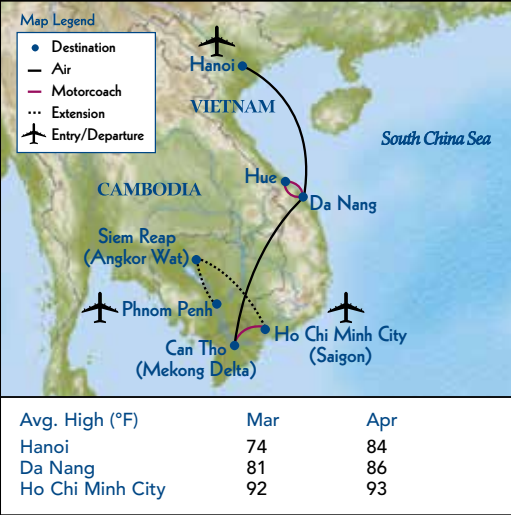 Map Legend
Destination
Air
Motorcoach
Extension
Entry/Departure
Hanoi
VIETNAM
South China Sea
Hue
CAMBODIA
Da Nang
Siem Reap
(Angkor Wat)
Phnom Penh
Ho Chi Minh City
(Saigon)
Can Tho
(Mekong Delta)
Avg. High (°F) Mar Apr
Hanoi 74 84
Da Nang 81 86
Ho Chi Minh City 92 93